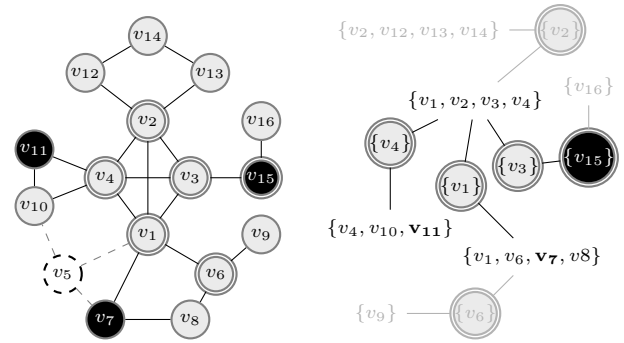 v14
v12
v13
v2
v16
v11
v4
v3
v15
v10
v1
v9
v5
v6
v7
v8
{v2, v12, v13, v14}
{v2}
{v1, v2, v3, v4}
{v16}
{v4}
{v3}
{v15}
{v1}
{v4, v10, v11}
{v1, v6, v7, v8}
{v9}
{v6}